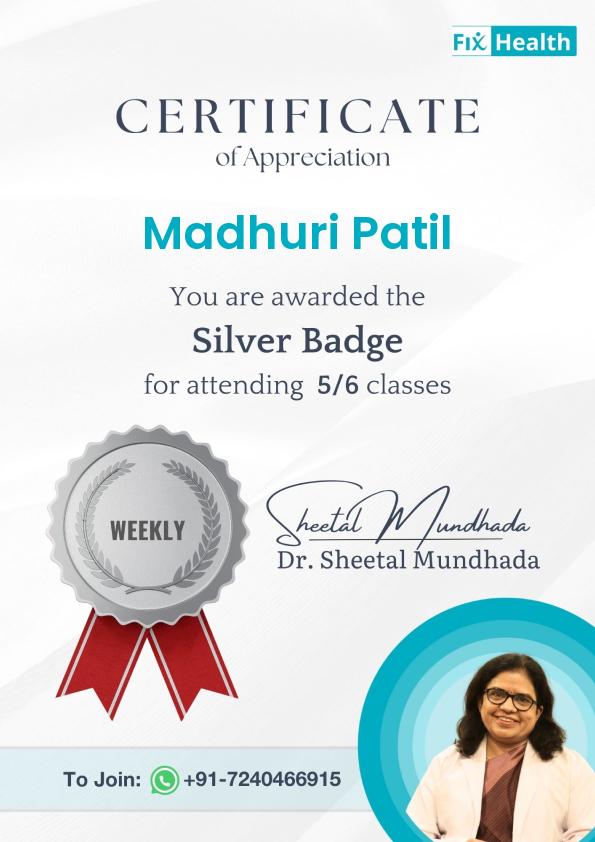 Fix Health
CERTIFICATE
of Appreciation
Madhuri Patil
You are awarded the
Silver Badge
for attending 5/6 classes
WEEKLY
Sheetal Mundhada
Dr. Sheetal Mundhada
To Join: +91-7240466915